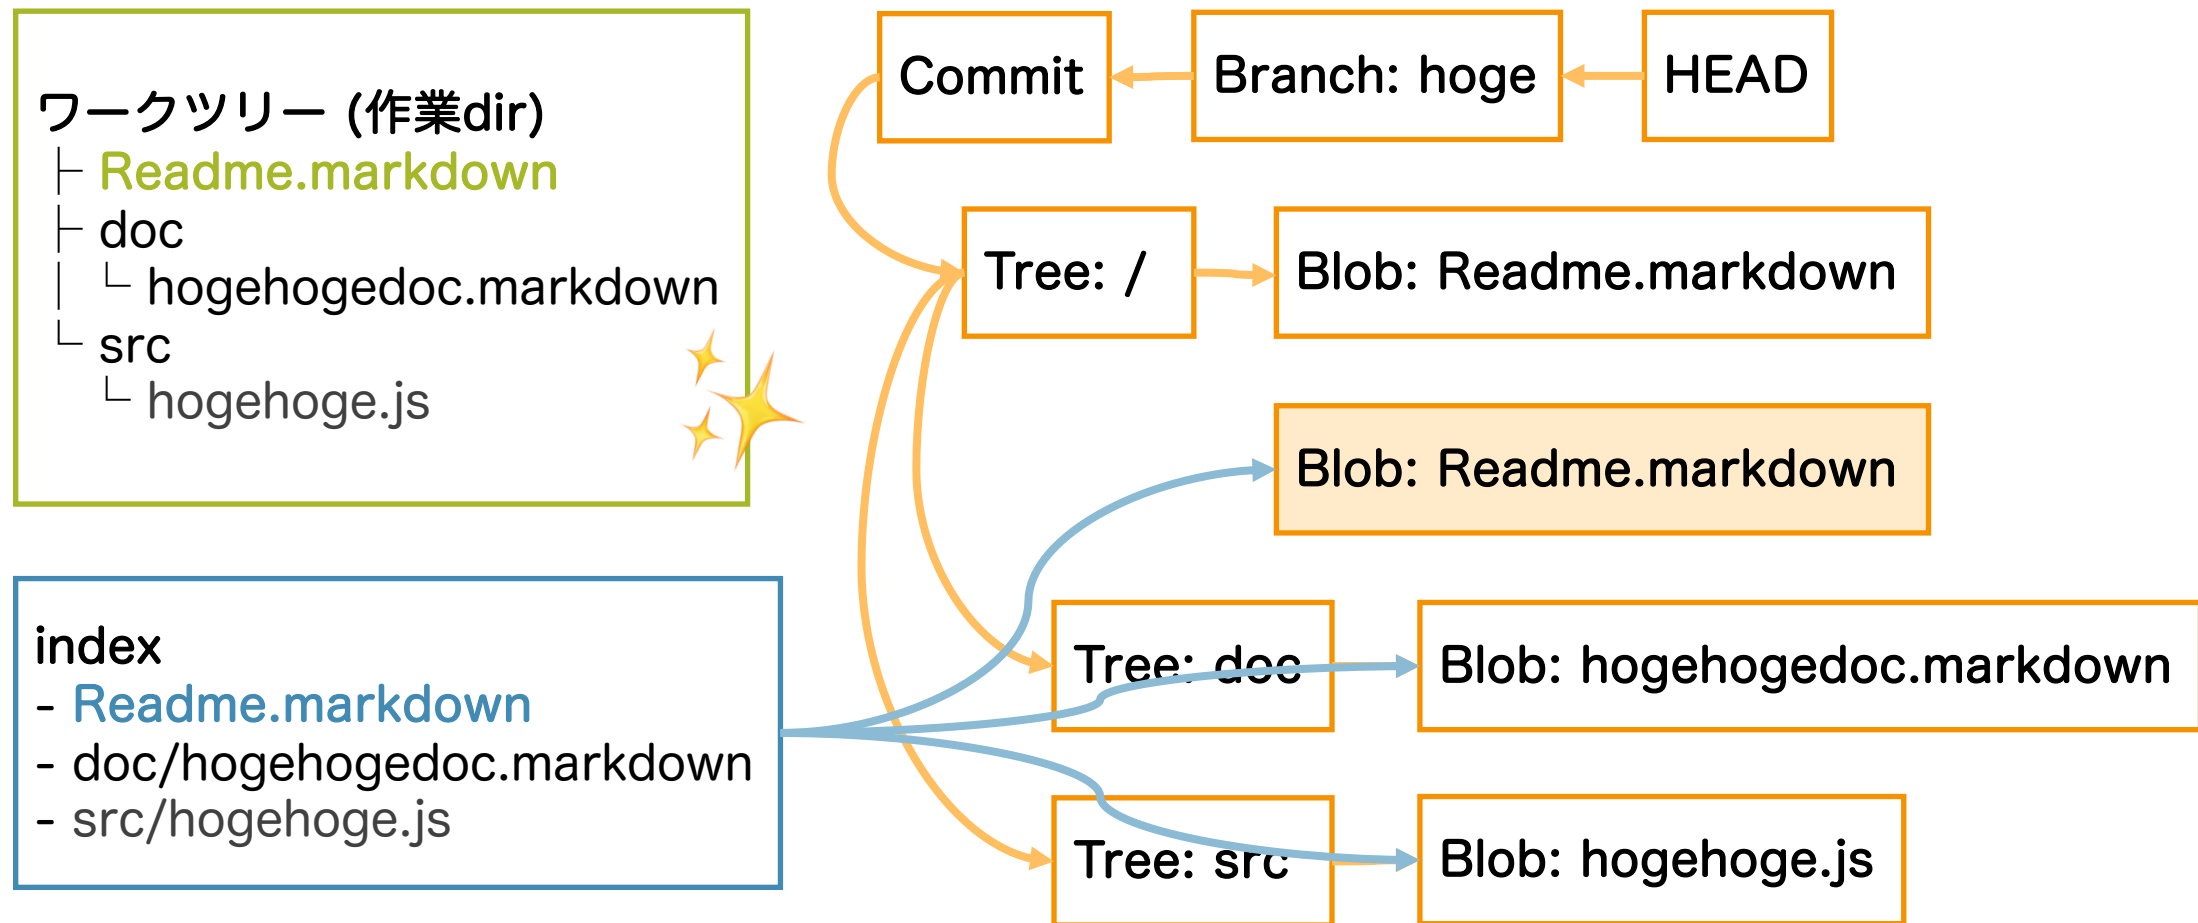 ワークツリー (作業dir)
├ Readme.markdown
├ doc
│ └ hogehogedoc.markdown
└ src
└ hogehoge.js
index
- Readme.markdown
- doc/hogehogedoc.markdown
- src/hogehoge.js
Commit
Branch: hoge
HEAD
Tree: /
Blob: Readme.markdown
Blob: Readme.markdown
Tree: doc
Blob: hogehogedoc.markdown
Tree: src
Blob: hogehoge.js